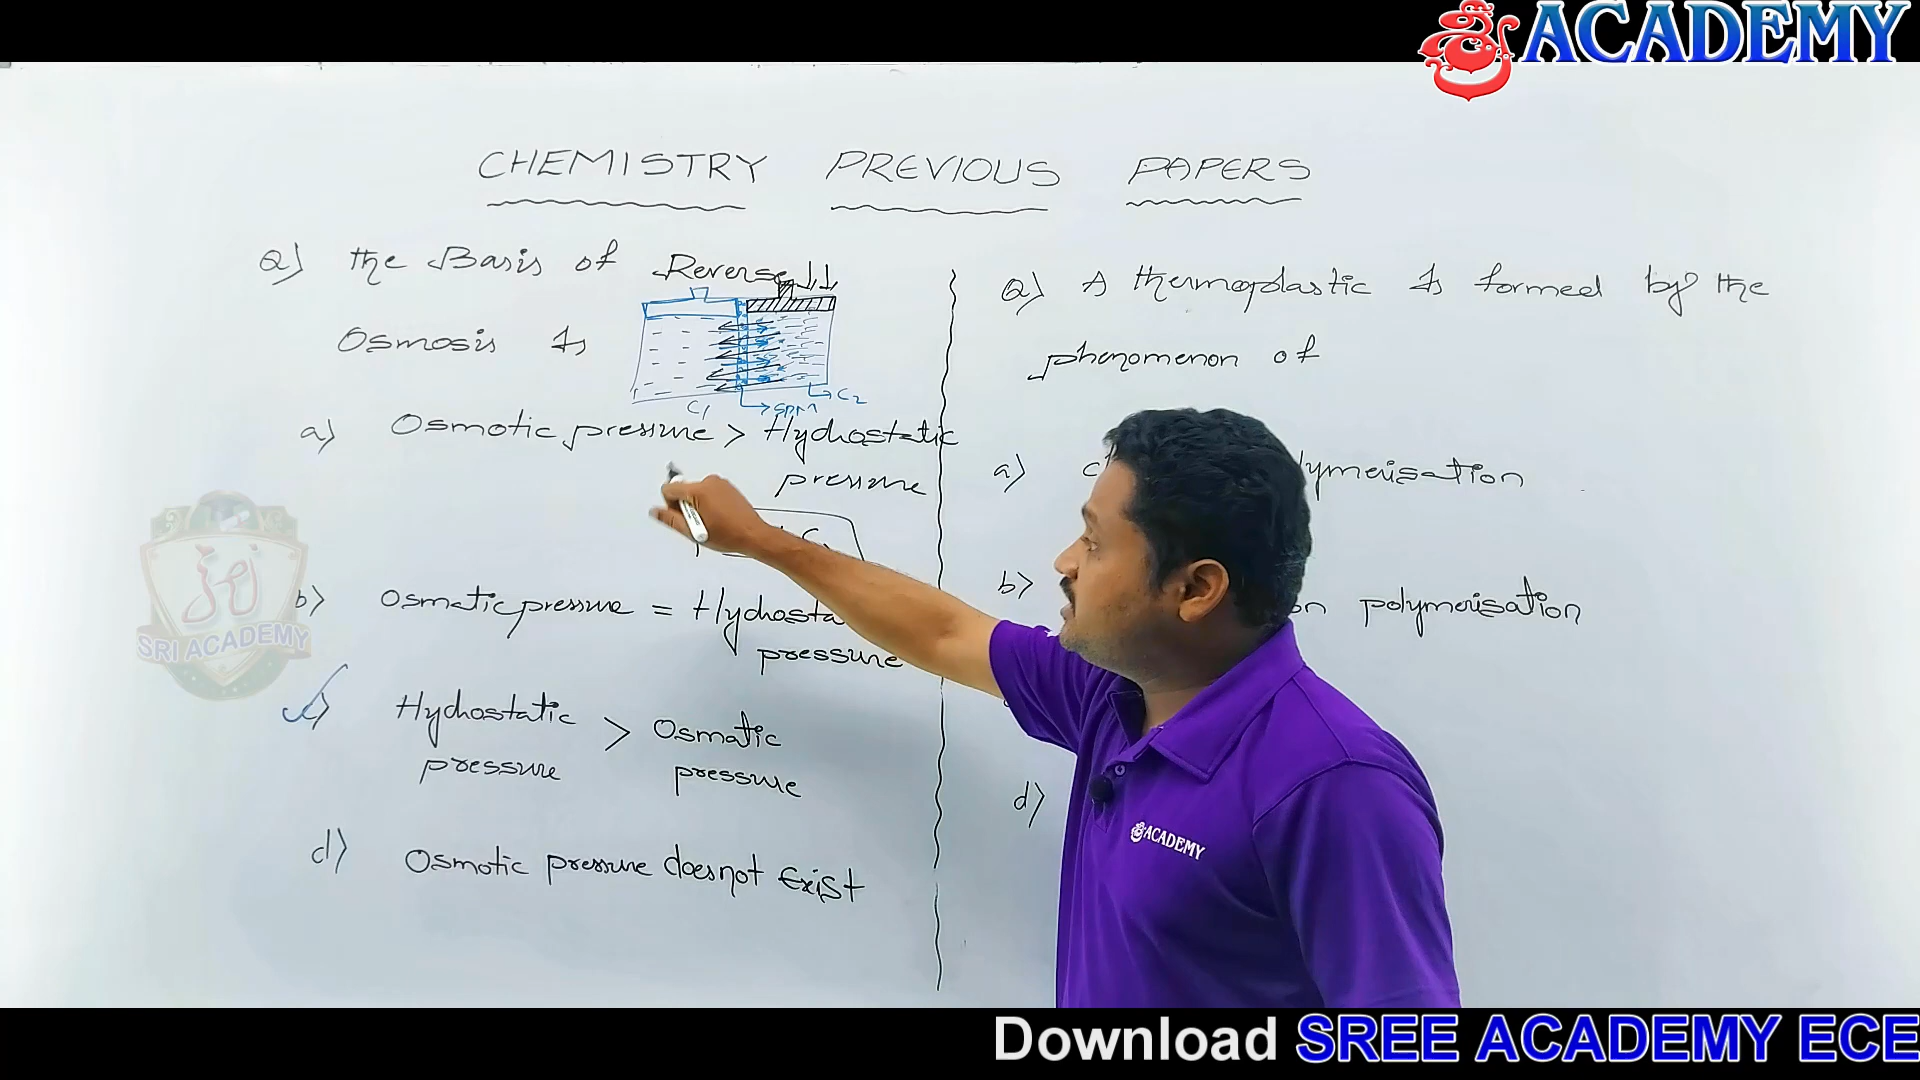 ACADEMY
CHEMISTRY PREVIOUS PAPERS
Q) the Basis of Reverse
Osmosis Is
C1
SPM
C2
a) Osmotic pressure > Hydrostatic
pressure
b) Osmatic pressure =
pressure
c) Hydrostatic > Osmatic
pressure pressure
d) Osmotic pressure doesnot Exist
Q) A thermoplastic Is formed by the
phenomenon of
a)
b) polymerisation
d)
SRI ACADEMY
ACADEMY
Download SREE ACADEMY ECE